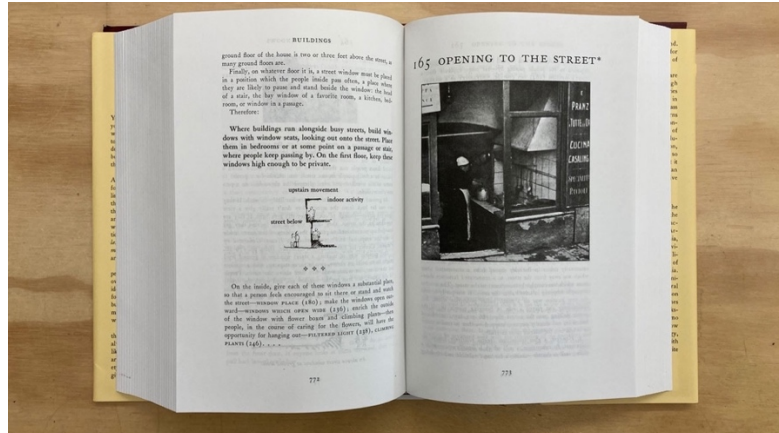 BUILDINGS
ground floor of the house is two or three feet above the street, as
many ground floors are.
Finally, on whatever floor it is, a street window must be placed
in a position which the people inside pass often, a place where
they are likely to pause and stand beside the window: the head
of a stair, the bay window of a favorite room, a kitchen, bed-
room, or window in a passage.
Therefore:
Where buildings run alongside busy streets, build win-
dows with window seats, looking out onto the street. Place
them in bedrooms or at some point on a passage or stair,
where people keep passing by. On the first floor, keep these
windows high enough to be private.
upstairs movement
indoor activity
street below
On the inside, give each of these windows a substantial place,
so that a person feels encouraged to sit there or stand and watch
the street—WINDOW PLACE (180); make the windows open out-
ward—WINDOWS WHICH OPEN WIDE (236); enrich the outside
of the window with flower boxes and climbing plants—then
people, in the course of caring for the flowers, will have the
opportunity for hanging out—FILTERED LIGHT (238), CLIMBING
PLANTS (246). . . .
772
165 OPENING TO THE STREET*
PRANZ
CUCINA
CASALING
773